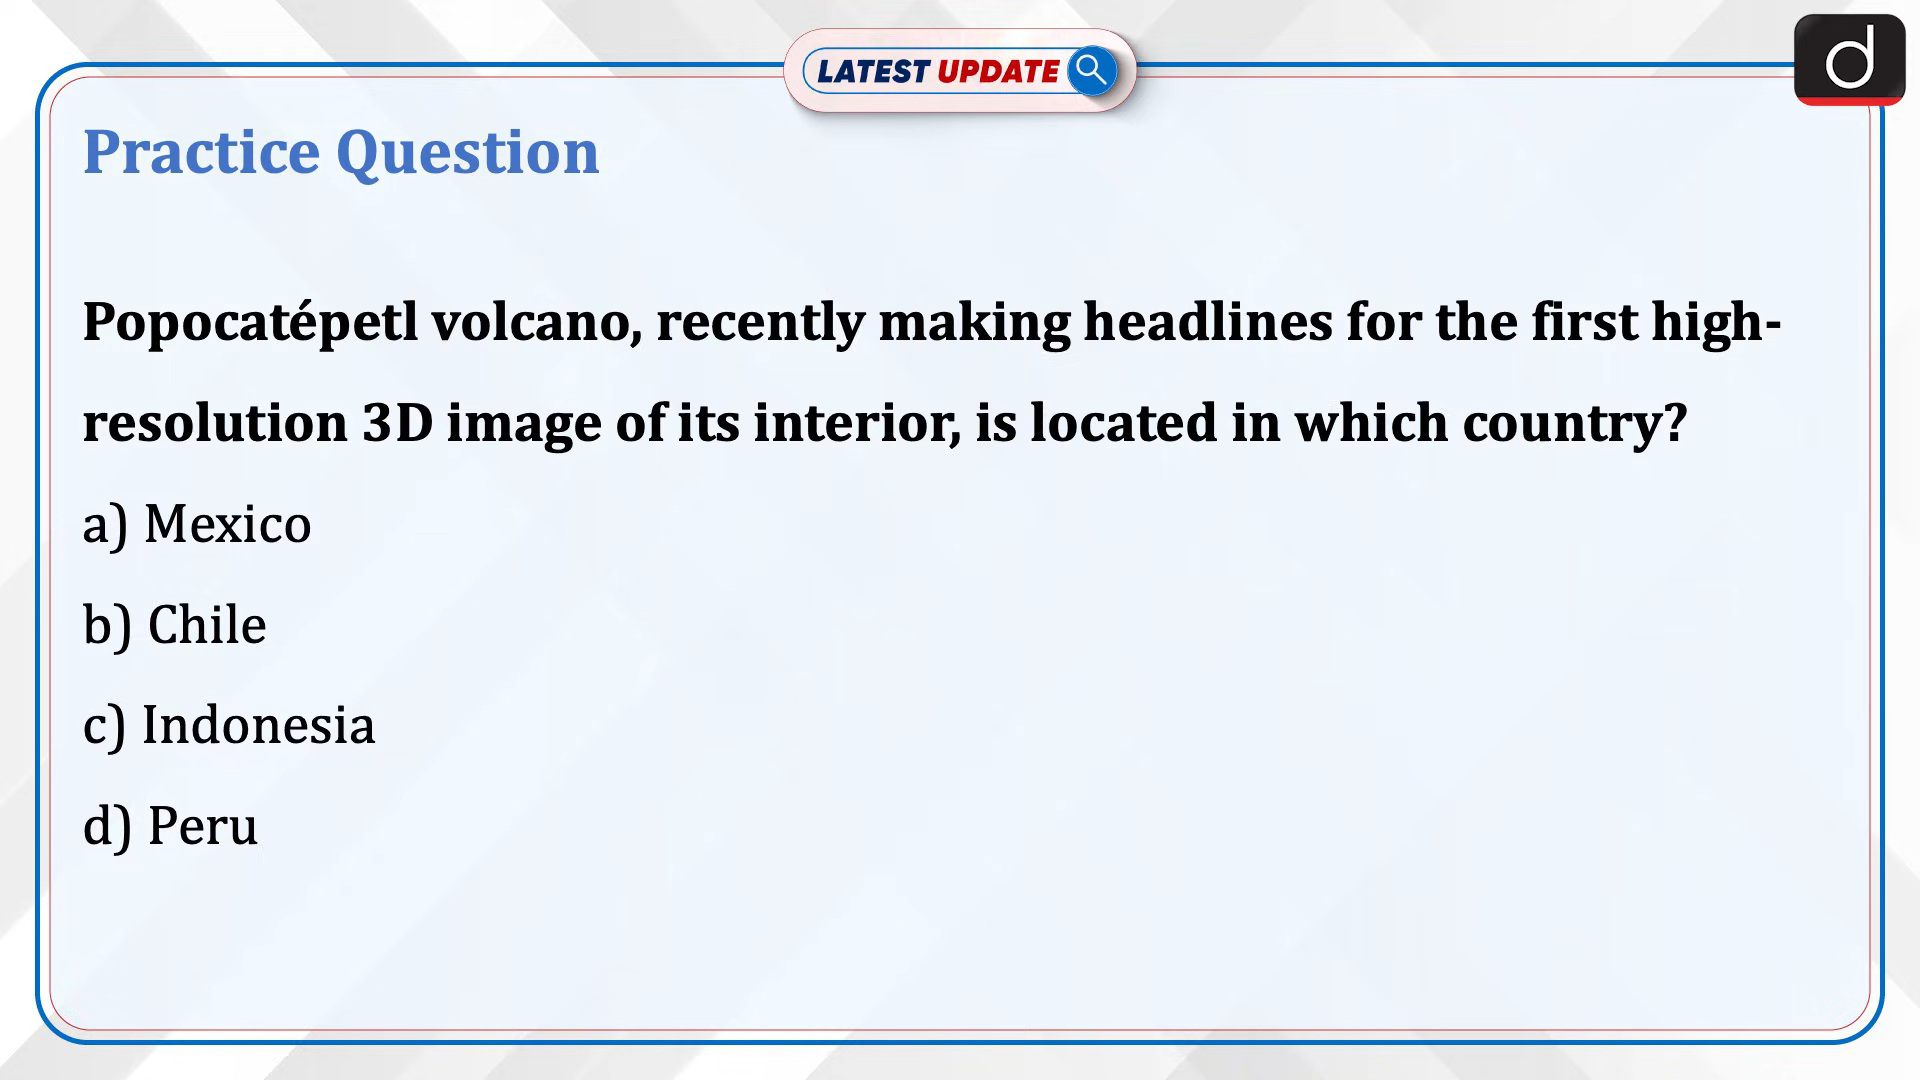 LATEST UPDATE
d
Practice Question
Popocatépetl volcano, recently making headlines for the first high-
resolution 3D image of its interior, is located in which country?
a) Mexico
b) Chile
c) Indonesia
d) Peru